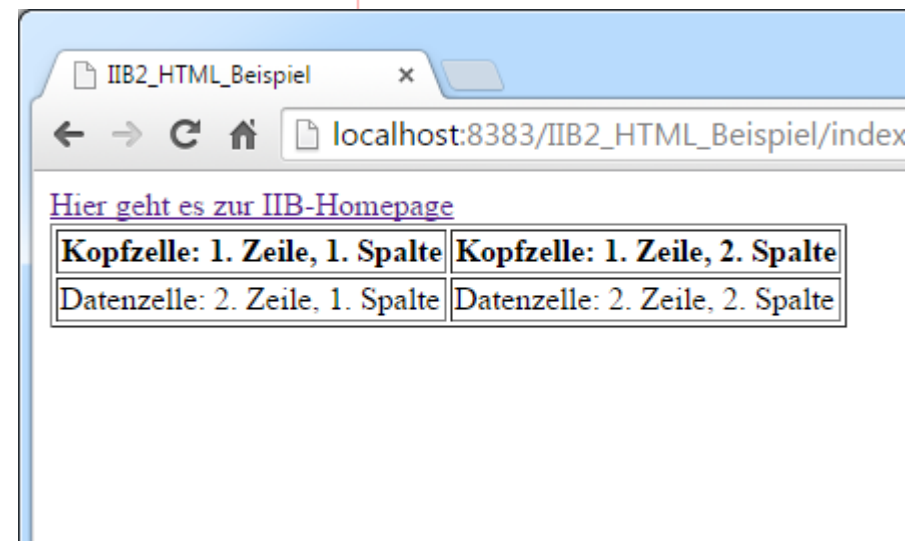 IIB2_HTML_Beispiel
localhost:8383/IIB2_HTML_Beispiel/index
Hier geht es zur IIB-Homepage
Kopfzelle: 1. Zeile, 1. Spalte Kopfzelle: 1. Zeile, 2. Spalte
Datenzelle: 2. Zeile, 1. Spalte Datenzelle: 2. Zeile, 2. Spalte